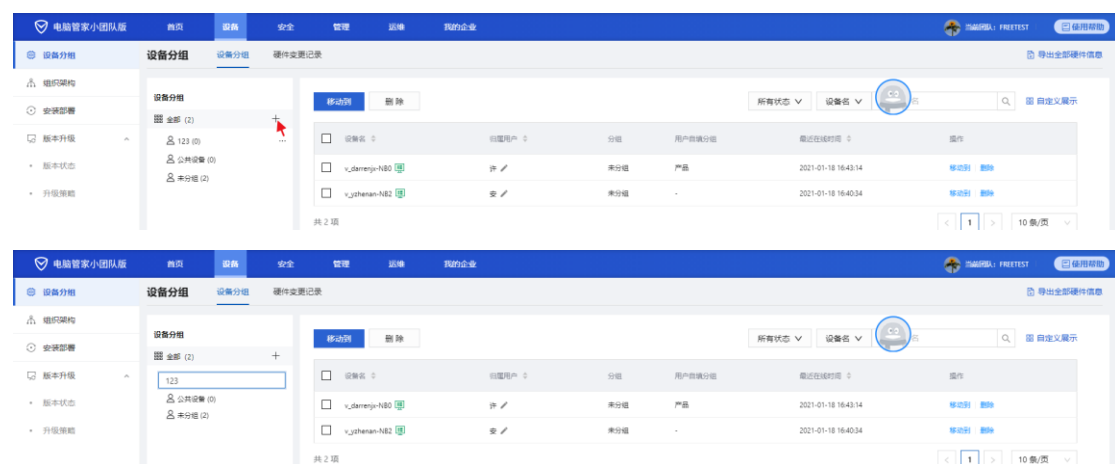 电脑管家小团队版 首页 设备 安全 管理 运维 我的企业 当前团队：FREETEST 使用帮助
设备分组 设备分组 设备分组 硬件变更记录 导出全部硬件信息
组织架构
安装部署
版本升级
版本状态
升级策略
设备分组
全部 (2)
123 (0) ...
公共设备 (0)
未分组 (2)
移动到 删除 所有状态 设备名 名 自定义展示
设备名 归属用户 分组 用户自填分组 最近在线时间 操作
v_darrenjx-NB0 许 未分组 产品 2021-01-18 16:43:14 移动到 删除
v_yzhenan-NB2 安 未分组 - 2021-01-18 16:40:34 移动到 删除
共 2 项 < 1 > 10 条/页
电脑管家小团队版 首页 设备 安全 管理 运维 我的企业 当前团队：FREETEST 使用帮助
设备分组 设备分组 设备分组 硬件变更记录 导出全部硬件信息
组织架构
安装部署
版本升级
版本状态
升级策略
设备分组
全部 (2)
123
公共设备 (0)
未分组 (2)
移动到 删除 所有状态 设备名 名 自定义展示
设备名 归属用户 分组 用户自填分组 最近在线时间 操作
v_darrenjx-NB0 许 未分组 产品 2021-01-18 16:43:14 移动到 删除
v_yzhenan-NB2 安 未分组 - 2021-01-18 16:40:34 移动到 删除
共 2 项 < 1 > 10 条/页